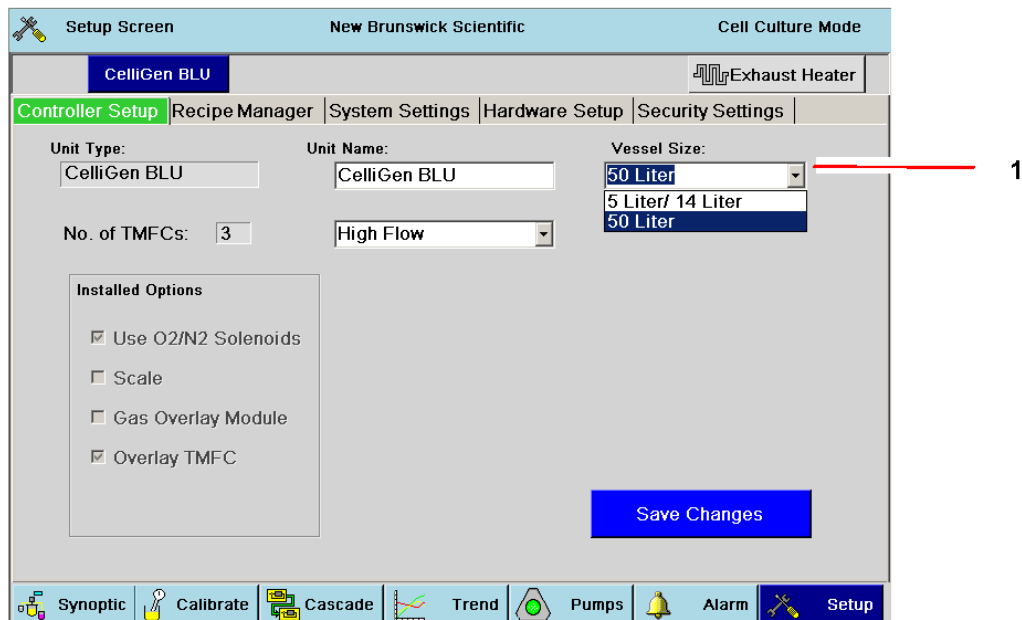 Setup Screen New Brunswick Scientific Cell Culture Mode
CelliGen BLU Exhaust Heater
Controller Setup Recipe Manager System Settings Hardware Setup Security Settings
Unit Type: Unit Name: Vessel Size:
CelliGen BLU CelliGen BLU 50 Liter 1
5 Liter/ 14 Liter
50 Liter
No. of TMFCs: 3 High Flow
Installed Options
Use O2/N2 Solenoids
Scale
Gas Overlay Module
Overlay TMFC
Save Changes
Synoptic Calibrate Cascade Trend Pumps Alarm Setup